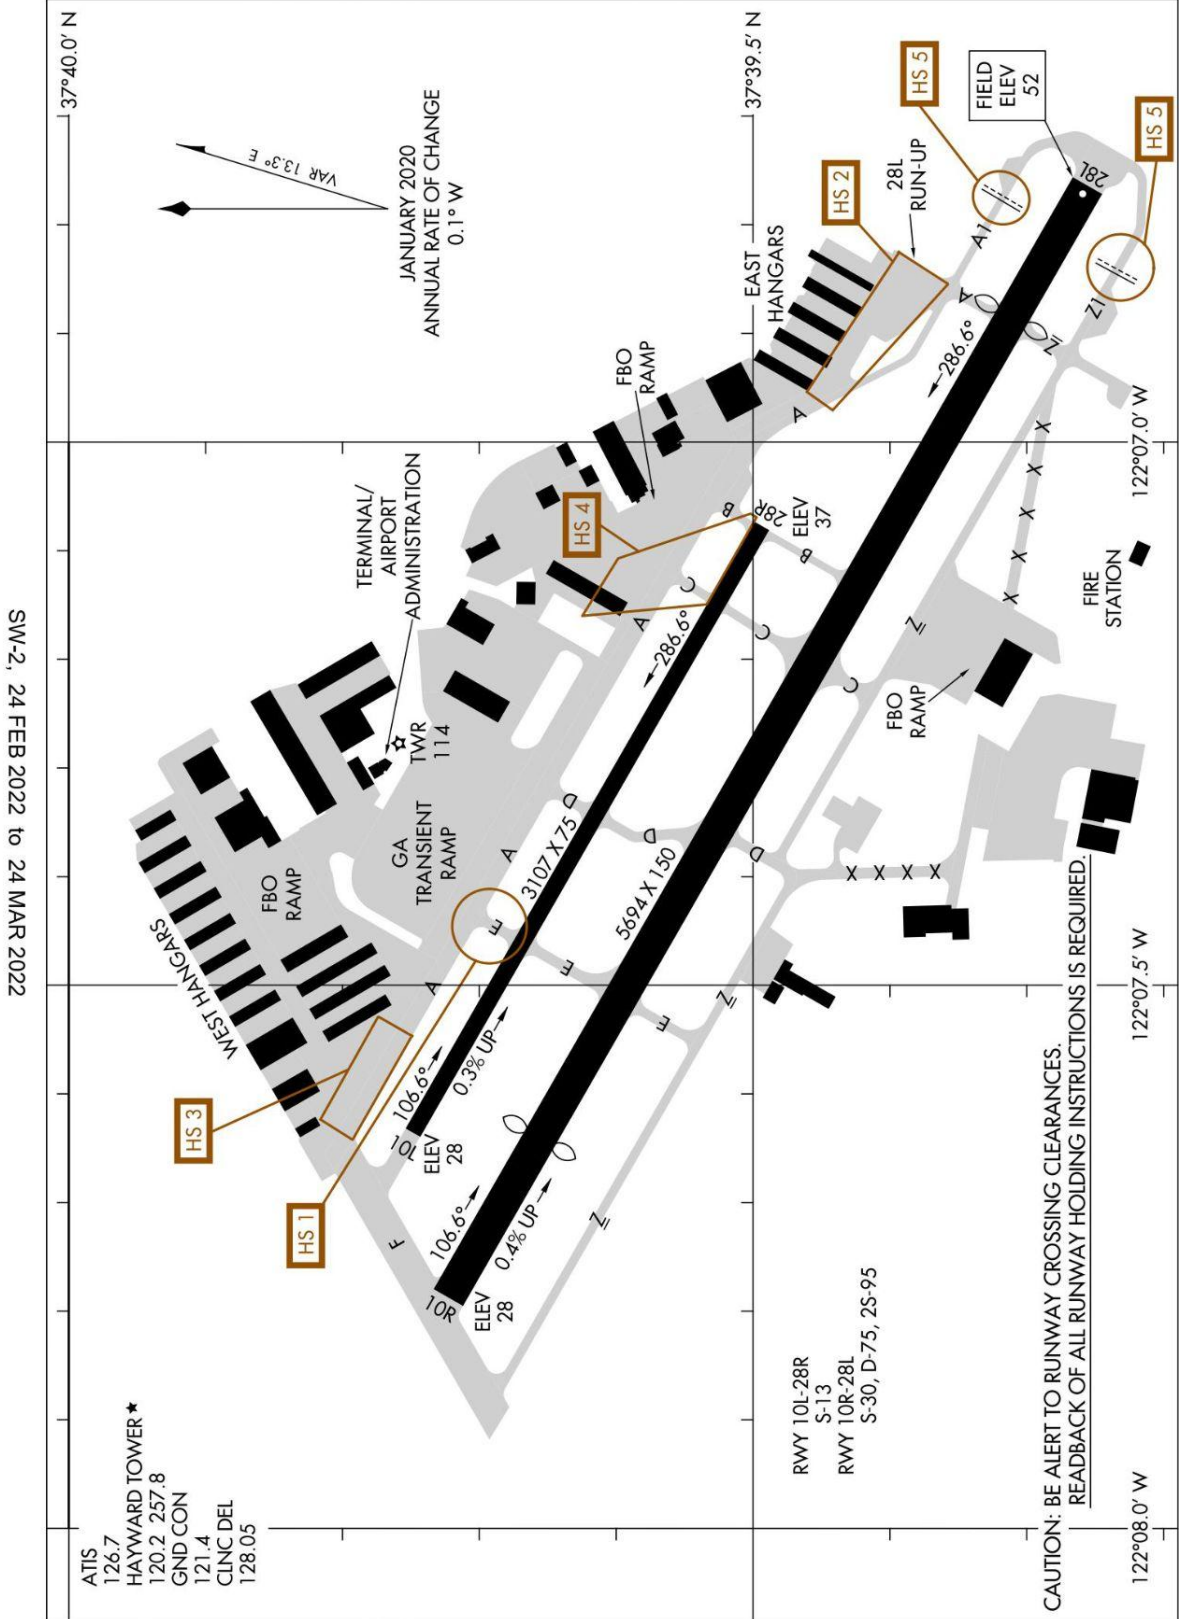 SW-2, 24 FEB 2022 to 24 MAR 2022
ATIS
126.7
HAYWARD TOWER ★
120.2 257.8
GND CON
121.4
CLNC DEL
128.05
37°40.0' N
VAR 13.3° E
JANUARY 2020
ANNUAL RATE OF CHANGE
0.1° W
37°39.5' N
HS 5
FIELD
ELEV
52
HS 5
HS 2
28L
RUN-UP
EAST
HANGARS
A1
28L
Z1
A
Z
286.6°
A
FBO
RAMP
TERMINAL/
AIRPORT
ADMINISTRATION
HS 4
B
28R
ELEV
37
B
C
C
C
A
286.6°
TWR
114
GA
TRANSIENT
RAMP
FBO
RAMP
WEST HANGARS
HS 3
HS 1
A
A
D
D
D
E
E
E
3107 X 75
5694 X 150
106.6°
0.3% UP
10L
ELEV
28
F
106.6°
0.4% UP
10R
ELEV
28
Z
Z
Z
X
X
X
X
X
X
X
X
X
FBO
RAMP
FIRE
STATION
RWY 10L-28R
S-13
RWY 10R-28L
S-30, D-75, 2S-95
CAUTION: BE ALERT TO RUNWAY CROSSING CLEARANCES.
READBACK OF ALL RUNWAY HOLDING INSTRUCTIONS IS REQUIRED.
122°08.0' W
122°07.5' W
122°07.0' W